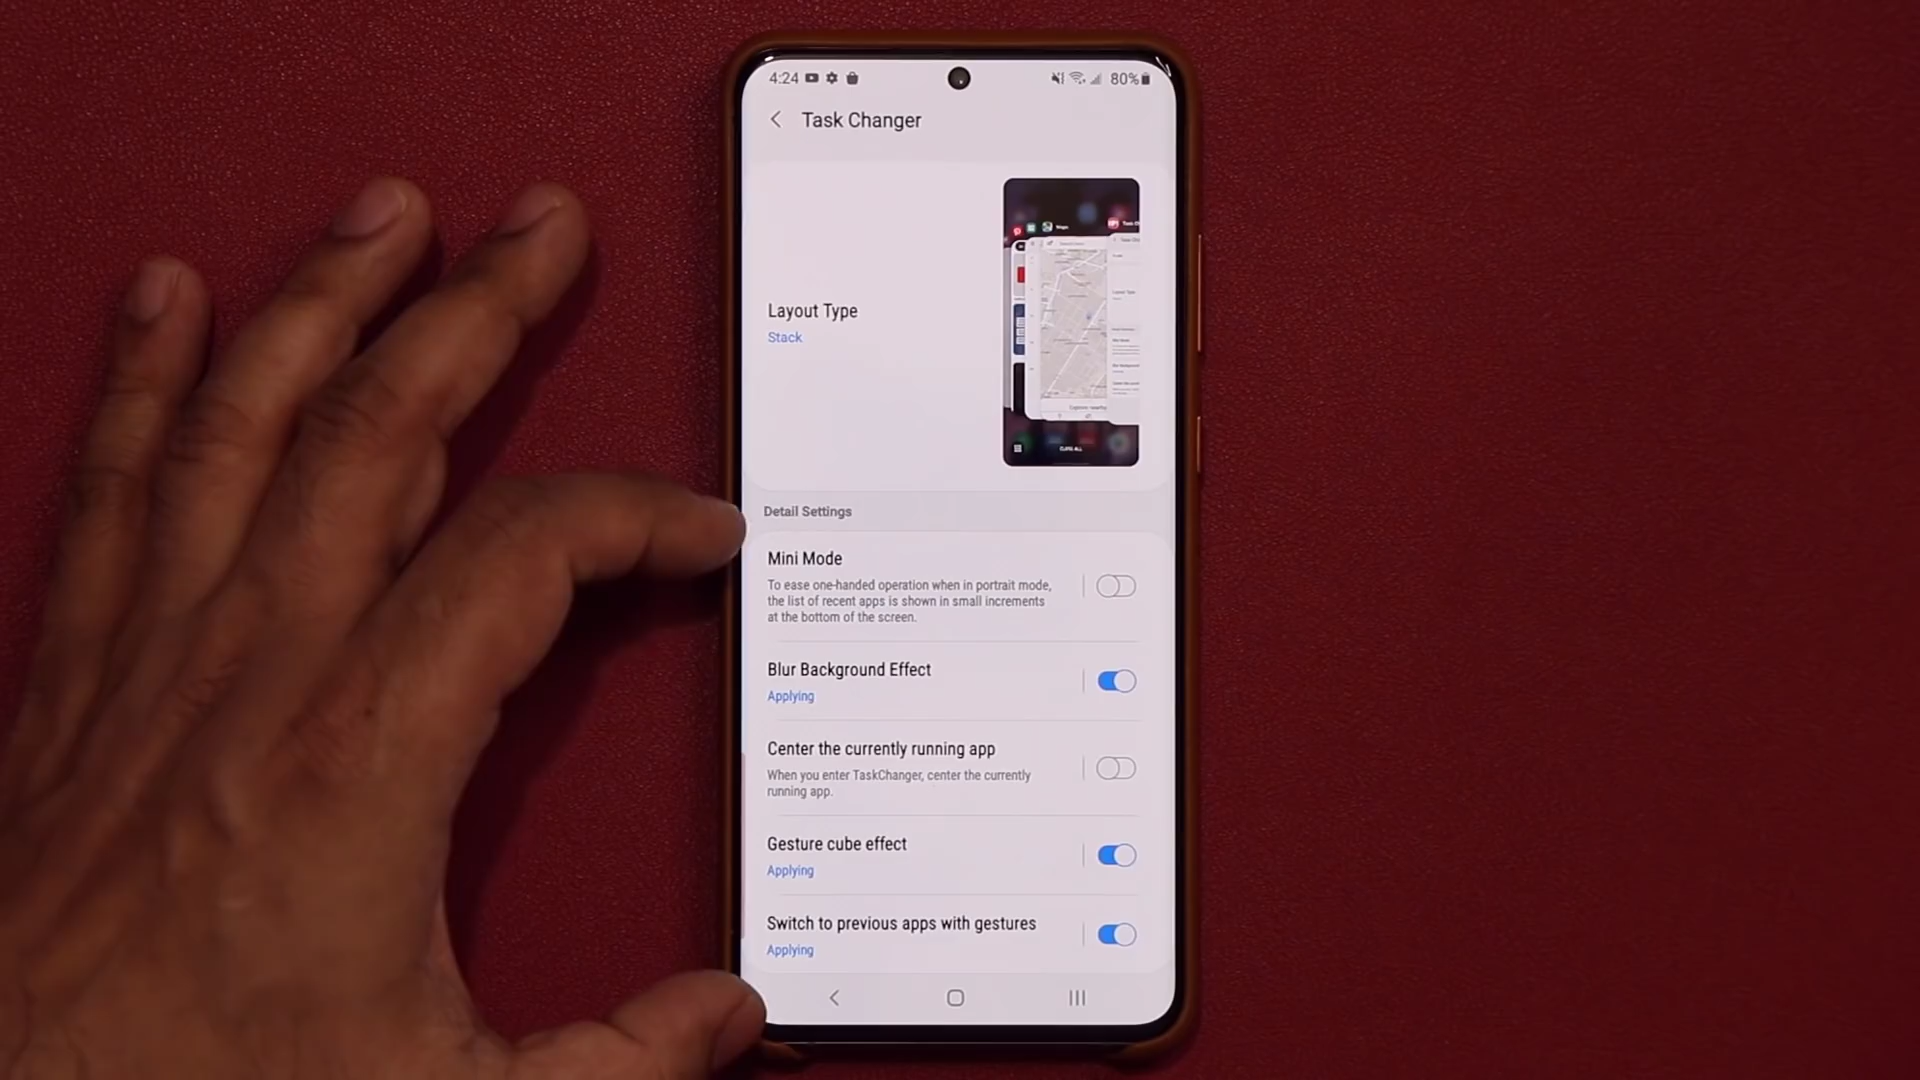 4:24
80%
Task Changer
Maps
Layout Type
Stack
CLOSE ALL
Detail Settings
Mini Mode
To ease one-handed operation when in portrait mode,
the list of recent apps is shown in small increments
at the bottom of the screen.
Blur Background Effect
Applying
Center the currently running app
When you enter TaskChanger, center the currently
running app.
Gesture cube effect
Applying
Switch to previous apps with gestures
Applying